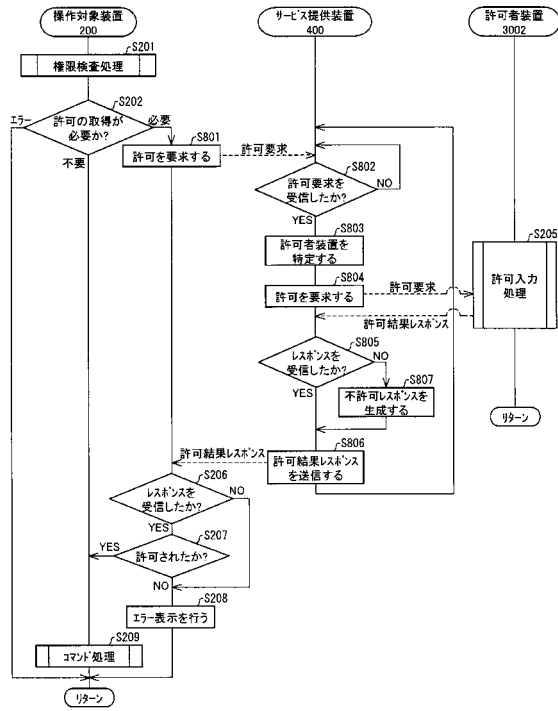 操作対象装置
200
サービス提供装置
400
許可者装置
3002
S201
権限検査処理
S202
許可の取得が
必要か?
エラー
必要
不要
S801
許可を要求する
許可要求
S802
許可要求を
受信したか?
NO
YES
S803
許可者装置を
特定する
S804
許可を要求する
許可要求
S205
許可入力
処理
許可結果レスポンス
S805
レスポンスを
受信したか?
NO
YES
S807
不許可レスポンスを
生成する
リターン
許可結果レスポンス
S806
許可結果レスポンス
を送信する
S206
レスポンスを
受信したか?
NO
YES
S207
許可されたか?
YES
NO
S208
エラー表示を行う
S209
コマンド処理
リターン